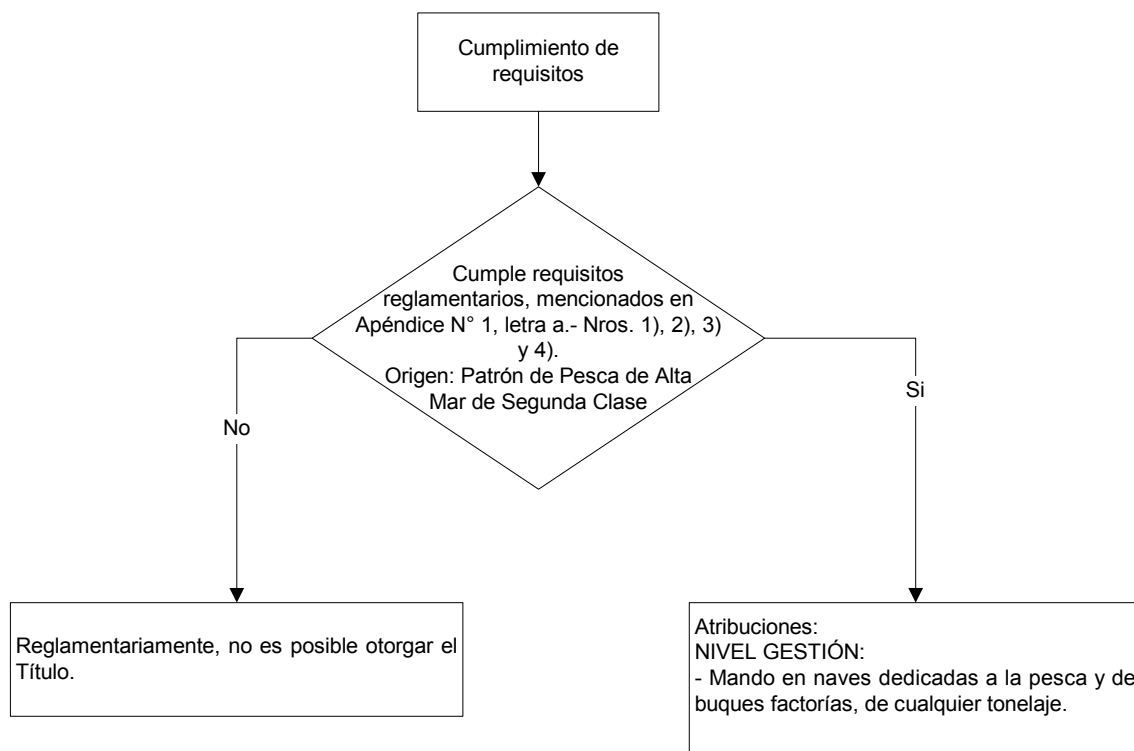 Cumplimiento de
requisitos
Cumple requisitos
reglamentarios, mencionados en
Apéndice N° 1, letra a.- Nros. 1), 2), 3)
y 4).
Origen: Patrón de Pesca de Alta
Mar de Segunda Clase
No
Si
Reglamentariamente, no es posible otorgar el
Título.
Atribuciones:
NIVEL GESTIÓN:
- Mando en naves dedicadas a la pesca y de
buques factorías, de cualquier tonelaje.